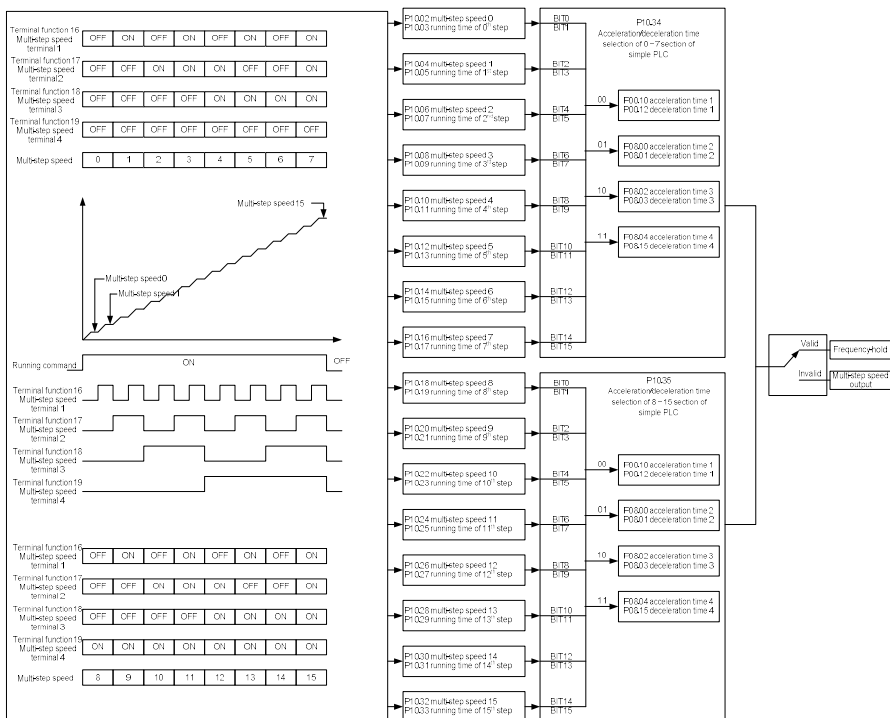 Terminal function 16
Multi-step speed
terminal 1
OFF ON OFF ON OFF ON OFF ON
Terminal function 17
Multi-step speed
terminal 2
OFF OFF ON ON OFF OFF ON ON
Terminal function 18
Multi-step speed
terminal 3
OFF OFF OFF OFF ON ON ON ON
Terminal function 19
Multi-step speed
terminal 4
OFF OFF OFF OFF OFF OFF OFF OFF
Multi-step speed
0 1 2 3 4 5 6 7
Multi-step speed 15
Multi-step speed 0
Multi-step speed 1
Running command
ON
OFF
Terminal function 16
Multi-step speed
terminal 1
Terminal function 17
Multi-step speed
terminal 2
Terminal function 18
Multi-step speed
terminal 3
Terminal function 19
Multi-step speed
terminal 4
Terminal function 16
Multi-step speed
terminal 1
OFF ON OFF ON OFF ON OFF ON
Terminal function 17
Multi-step speed
terminal 2
OFF OFF ON ON OFF OFF ON ON
Terminal function 18
Multi-step speed
terminal 3
OFF OFF OFF OFF ON ON ON ON
Terminal function 19
Multi-step speed
terminal 4
ON ON ON ON ON ON ON ON
Multi-step speed
8 9 10 11 12 13 14 15
P10.02 multi-step speed 0
P10.03 running time of 0th step
P10.04 multi-step speed 1
P10.05 running time of 1st step
P10.06 multi-step speed 2
P10.07 running time of 2nd step
P10.08 multi-step speed 3
P10.09 running time of 3rd step
P10.10 multi-step speed 4
P10.11 running time of 4th step
P10.12 multi-step speed 5
P10.13 running time of 5th step
P10.14 multi-step speed 6
P10.15 running time of 6th step
P10.16 multi-step speed 7
P10.17 running time of 7th step
P10.18 multi-step speed 8
P10.19 running time of 8th step
P10.20 multi-step speed 9
P10.21 running time of 9th step
P10.22 multi-step speed 10
P10.23 running time of 10th step
P10.24 multi-step speed 11
P10.25 running time of 11th step
P10.26 multi-step speed 12
P10.27 running time of 12th step
P10.28 multi-step speed 13
P10.29 running time of 13th step
P10.30 multi-step speed 14
P10.31 running time of 14th step
P10.32 multi-step speed 15
P10.33 running time of 15th step
BIT0
BIT1
BIT2
BIT3
BIT4
BIT5
BIT6
BIT7
BIT8
BIT9
BIT10
BIT11
BIT12
BIT13
BIT14
BIT15
P10.34
Acceleration/deceleration time
selection of 0~7 section of
simple PLC
00
P00.10 acceleration time 1
P00.12 deceleration time 1
01
P08.00 acceleration time 2
P08.01 deceleration time 2
10
P08.02 acceleration time 3
P08.03 deceleration time 3
11
P08.04 acceleration time 4
P08.15 deceleration time 4
BIT0
BIT1
BIT2
BIT3
BIT4
BIT5
BIT6
BIT7
BIT8
BIT9
BIT10
BIT11
BIT12
BIT13
BIT14
BIT15
P10.35
Acceleration/deceleration time
selection of 8~15 section of
simple PLC
00
P00.10 acceleration time 1
P00.12 deceleration time 1
01
P08.00 acceleration time 2
P08.01 deceleration time 2
10
P08.02 acceleration time 3
P08.03 deceleration time 3
11
P08.04 acceleration time 4
P08.15 deceleration time 4
Valid
Invalid
Frequency-hold
Multi-step speed
output